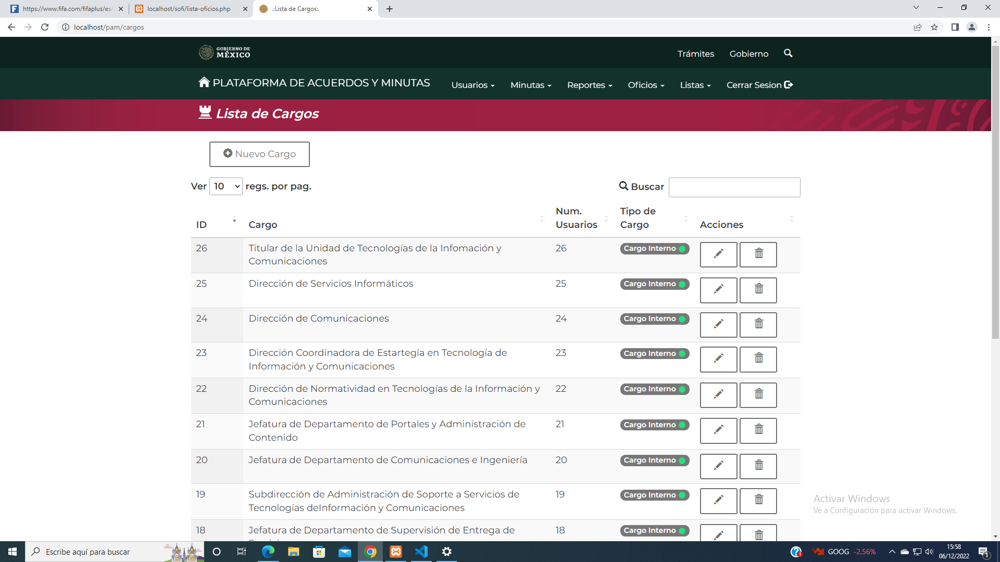 https://www.fifa.com/fifaplus/es/
localhost/sofi/lista-oficios.php
.:Lista de Cargos:.
localhost/pam/cargos
GOBIERNO DE
MÉXICO
Trámites
Gobierno
PLATAFORMA DE ACUERDOS Y MINUTAS
Usuarios
Minutas
Reportes
Oficios
Listas
Cerrar Sesion
Lista de Cargos
Nuevo Cargo
Ver 10 regs. por pag.
Buscar
ID
Cargo
Num.
Usuarios
Tipo de
Cargo
Acciones
26
Titular de la Unidad de Tecnologías de la Infomación y
Comunicaciones
26
Cargo Interno
25
Dirección de Servicios Informáticos
25
Cargo Interno
24
Dirección de Comunicaciones
24
Cargo Interno
23
Dirección Coordinadora de Estartegía en Tecnología de
Información y Comunicaciones
23
Cargo Interno
22
Dirección de Normatividad en Tecnologías de la Información y
Comunicaciones
22
Cargo Interno
21
Jefatura de Departamento de Portales y Administración de
Contenido
21
Cargo Interno
20
Jefatura de Departamento de Comunicaciones e Ingeniería
20
Cargo Interno
19
Subdirección de Administración de Soporte a Servicios de
Tecnologías deInformación y Comunicaciones
19
Cargo Interno
18
Jefatura de Departamento de Supervisión de Entrega de
18
Cargo Interno
Activar Windows
Ve a Configuración para activar Windows.
Escribe aquí para buscar
GOOG -2.56%
15:58
06/12/2022
1